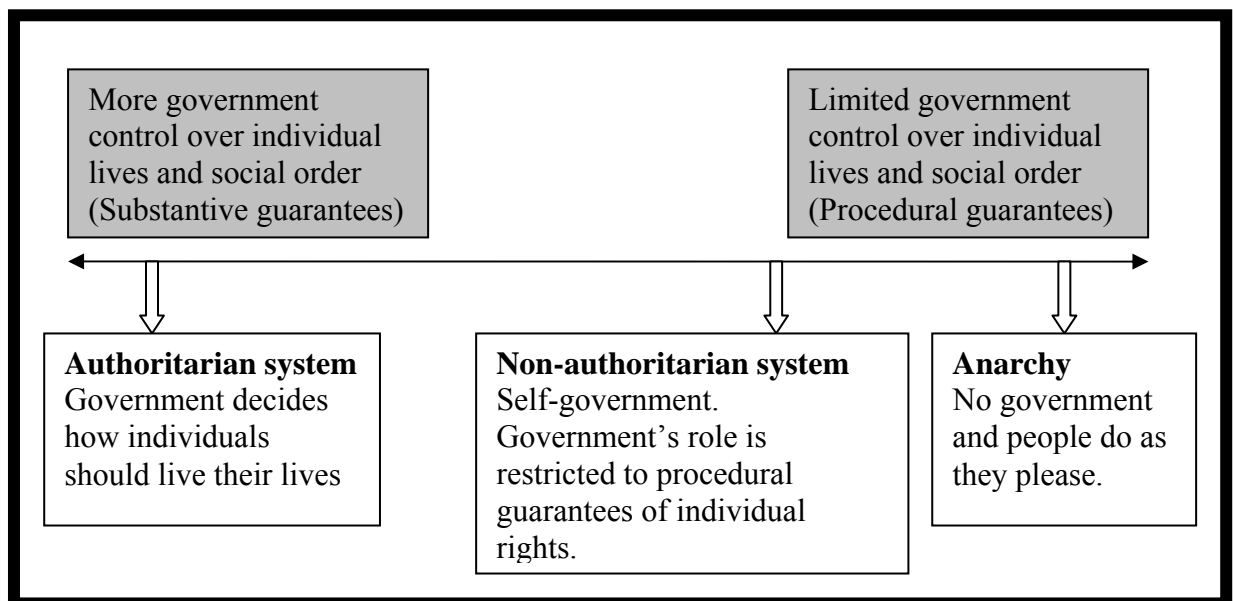 More government
control over individual
lives and social order
(Substantive guarantees)
Limited government
control over individual
lives and social order
(Procedural guarantees)
Authoritarian system
Government decides
how individuals
should live their lives
Non-authoritarian system
Self-government.
Government’s role is
restricted to procedural
guarantees of individual
rights.
Anarchy
No government
and people do as
they please.